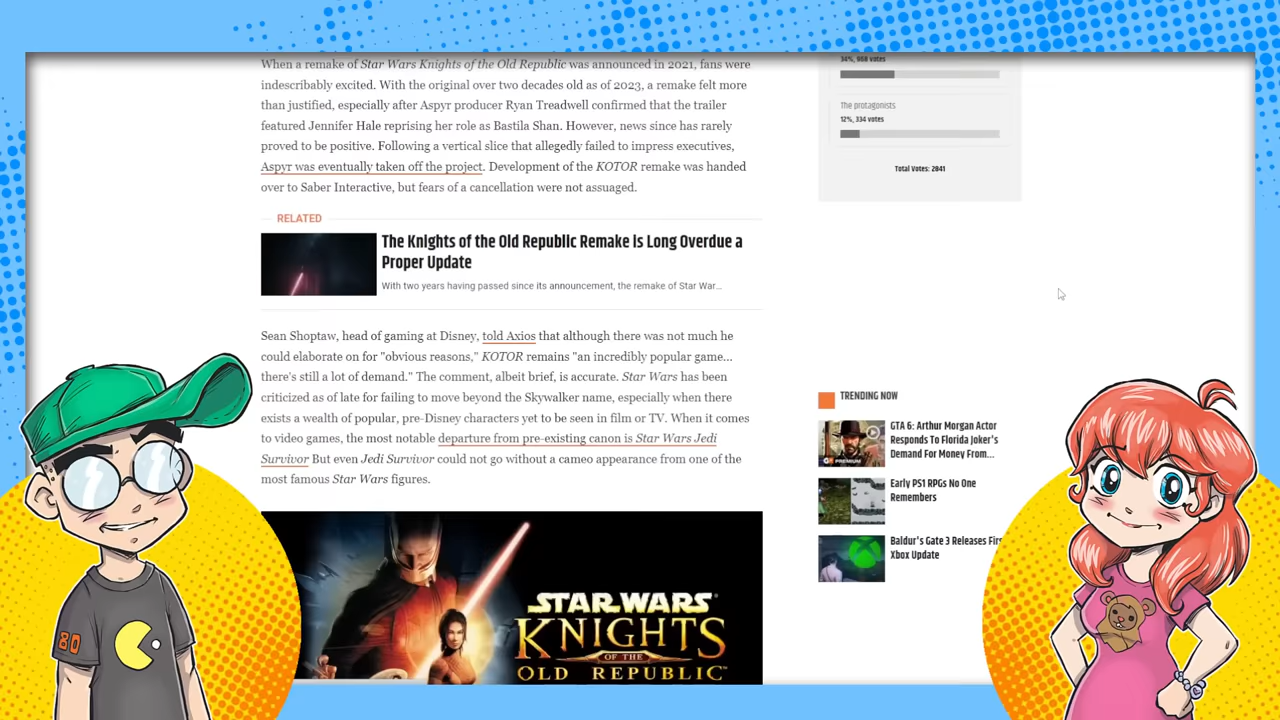 When a remake of Star Wars Knights of the Old Republic was announced in 2021, fans were
indescribably excited. With the original over two decades old as of 2023, a remake felt more
than justified, especially after Aspyr producer Ryan Treadwell confirmed that the trailer
featured Jennifer Hale reprising her role as Bastila Shan. However, news since has rarely
proved to be positive. Following a vertical slice that allegedly failed to impress executives,
Aspyr was eventually taken off the project. Development of the KOTOR remake was handed
over to Saber Interactive, but fears of a cancellation were not assuaged.
RELATED
The Knights of the Old Republic Remake is Long Overdue a
Proper Update
With two years having passed since its announcement, the remake of Star War...
Sean Shoptaw, head of gaming at Disney, told Axios that although there was not much he
could elaborate on for "obvious reasons," KOTOR remains "an incredibly popular game...
there's still a lot of demand." The comment, albeit brief, is accurate. Star Wars has been
criticized as of late for failing to move beyond the Skywalker name, especially when there
exists a wealth of popular, pre-Disney characters yet to be seen in film or TV. When it comes
to video games, the most notable departure from pre-existing canon is Star Wars Jedi
Survivor But even Jedi Survivor could not go without a cameo appearance from one of the
most famous Star Wars figures.
STAR WARS
KNIGHTS
OF THE
OLD REPUBLIC
34%, 968 votes
The protagonists
12%, 334 votes
Total Votes: 2841
TRENDING NOW
GTA 6: Arthur Morgan Actor
Responds To Florida Joker's
Demand For Money From...
PREMIUM
Early PS1 RPGs No One
Remembers
Baldur's Gate 3 Releases Firs
Xbox Update
80